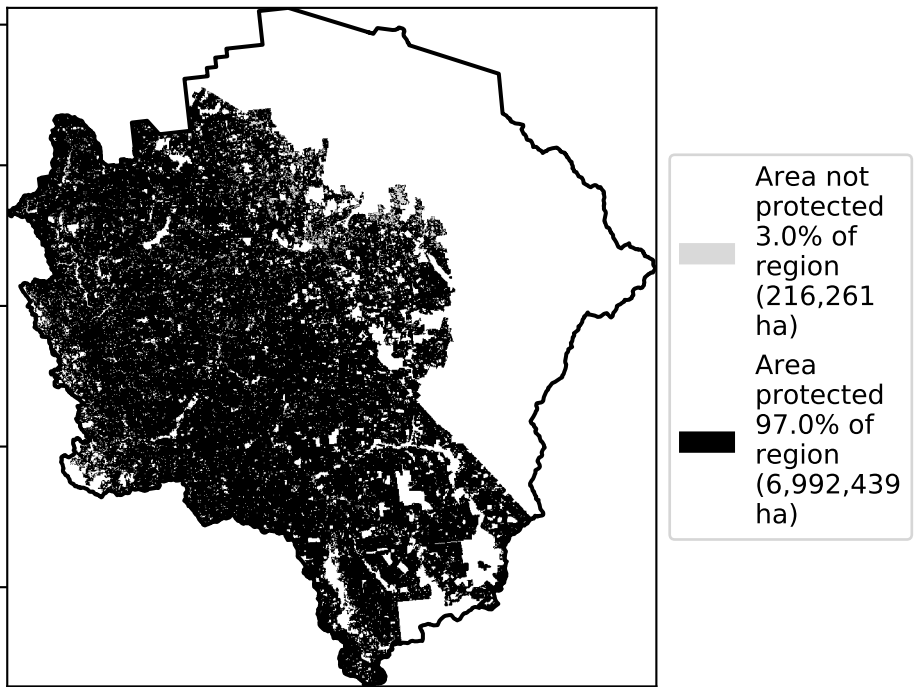 Area not
protected
3.0% of
region
(216,261
ha)
Area
protected
97.0% of
region
(6,992,439
ha)